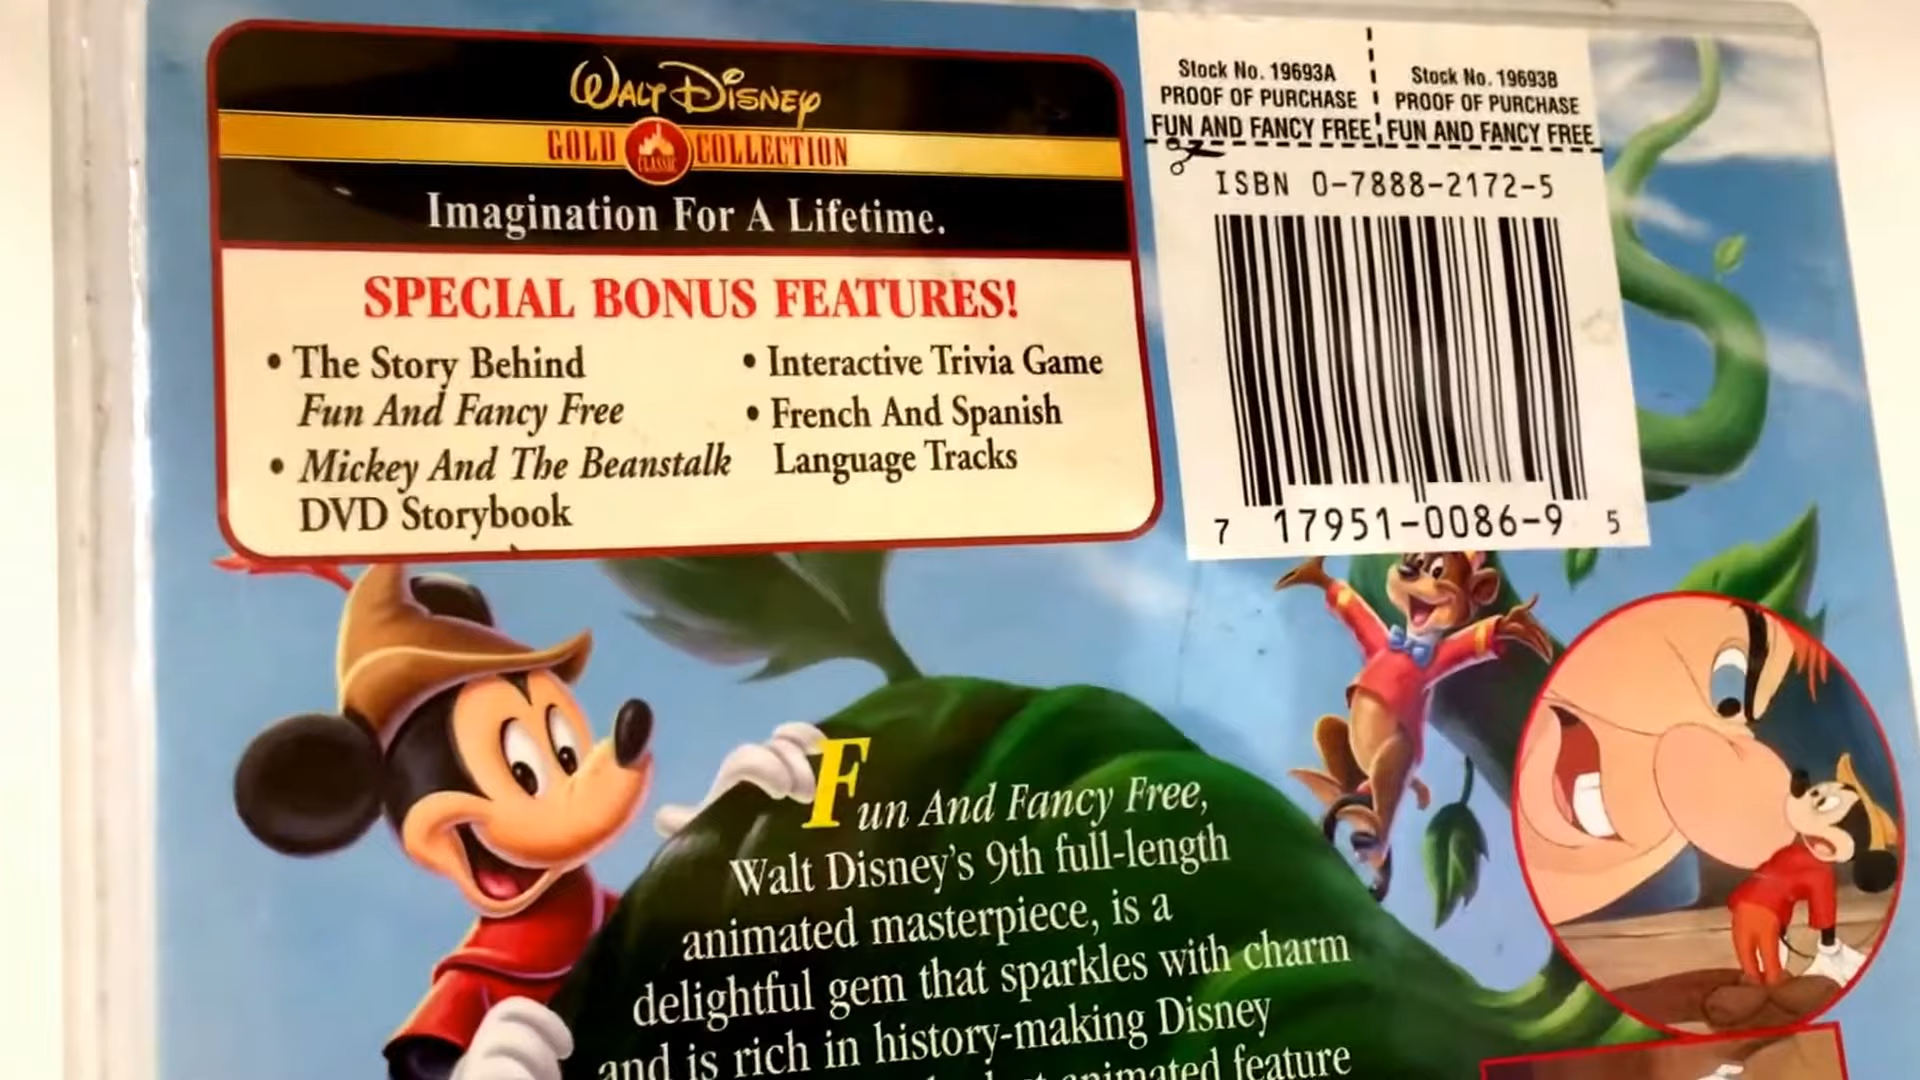 WALT DISNEY
GOLD CLASSIC COLLECTION
Imagination For A Lifetime.
SPECIAL BONUS FEATURES!
• The Story Behind
Fun And Fancy Free
• Mickey And The Beanstalk
DVD Storybook
• Interactive Trivia Game
• French And Spanish
Language Tracks
Stock No. 19693A
PROOF OF PURCHASE
FUN AND FANCY FREE
Stock No. 19693B
PROOF OF PURCHASE
FUN AND FANCY FREE
ISBN 0-7888-2172-5
7 17951-0086-9 5
Fun And Fancy Free,
Walt Disney's 9th full-length
animated masterpiece, is a
delightful gem that sparkles with charm
and is rich in history-making Disney
animated feature